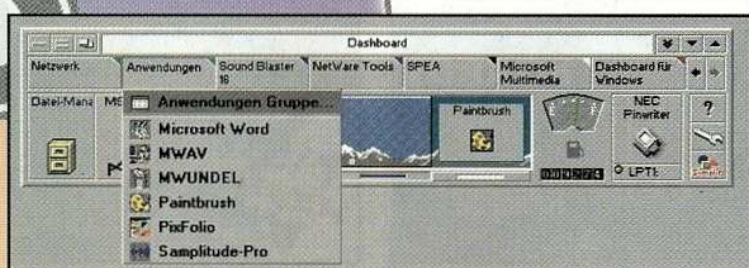 Dashboard
Netzwerk
Anwendungen
Sound Blaster 16
NetWare Tools
SPEA
Microsoft Multimedia
Dashboard für Windows
Datei-Mana
MS
Anwendungen Gruppe...
Microsoft Word
MWAV
MWUNDEL
Paintbrush
PixFolio
Samplitude-Pro
Paintbrush
NEC Pinwriter
LPT1:
?